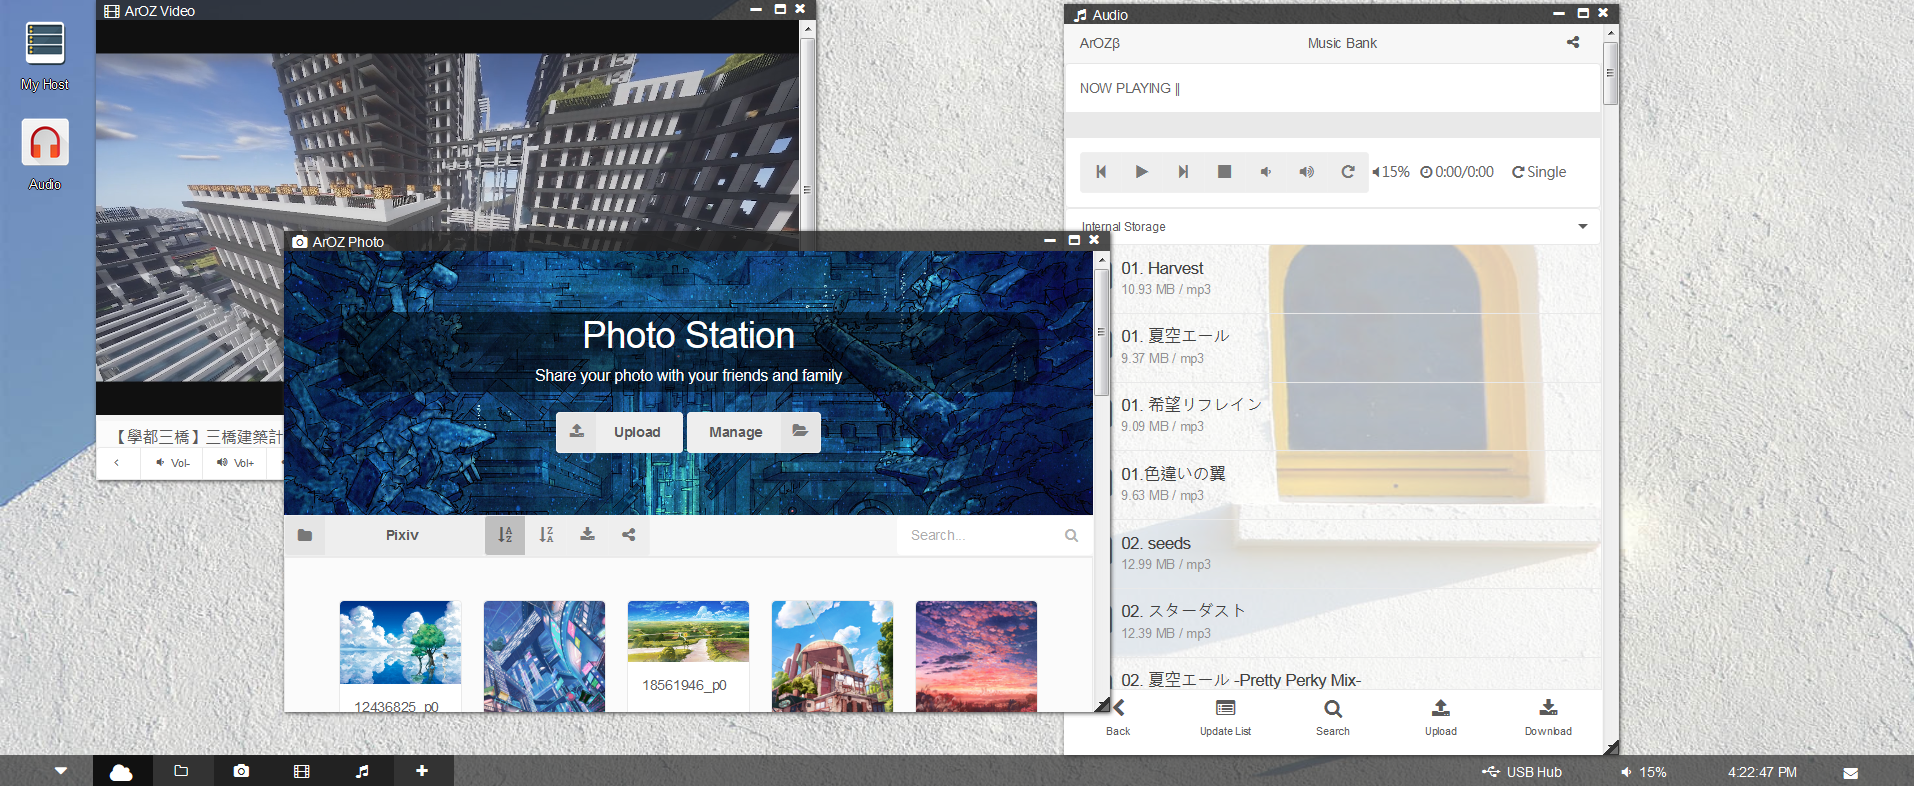 My Host
Audio
ArOZ Video
【學都三橋】三橋建築計
Vol-
Vol+
ArOZ Photo
Photo Station
Share your photo with your friends and family
Upload
Manage
Pixiv
Search...
12436825_p0
18561946_p0
Audio
ArOZβ
Music Bank
NOW PLAYING ||
15%
0:00/0:00
Single
Internal Storage
01. Harvest
10.93 MB / mp3
01. 夏空エール
9.37 MB / mp3
01. 希望リフレイン
9.09 MB / mp3
01.色違いの翼
9.63 MB / mp3
02. seeds
12.99 MB / mp3
02. スターダスト
12.39 MB / mp3
02. 夏空エール -Pretty Perky Mix-
Back
Update List
Search
Upload
Download
USB Hub
15%
4:22:47 PM